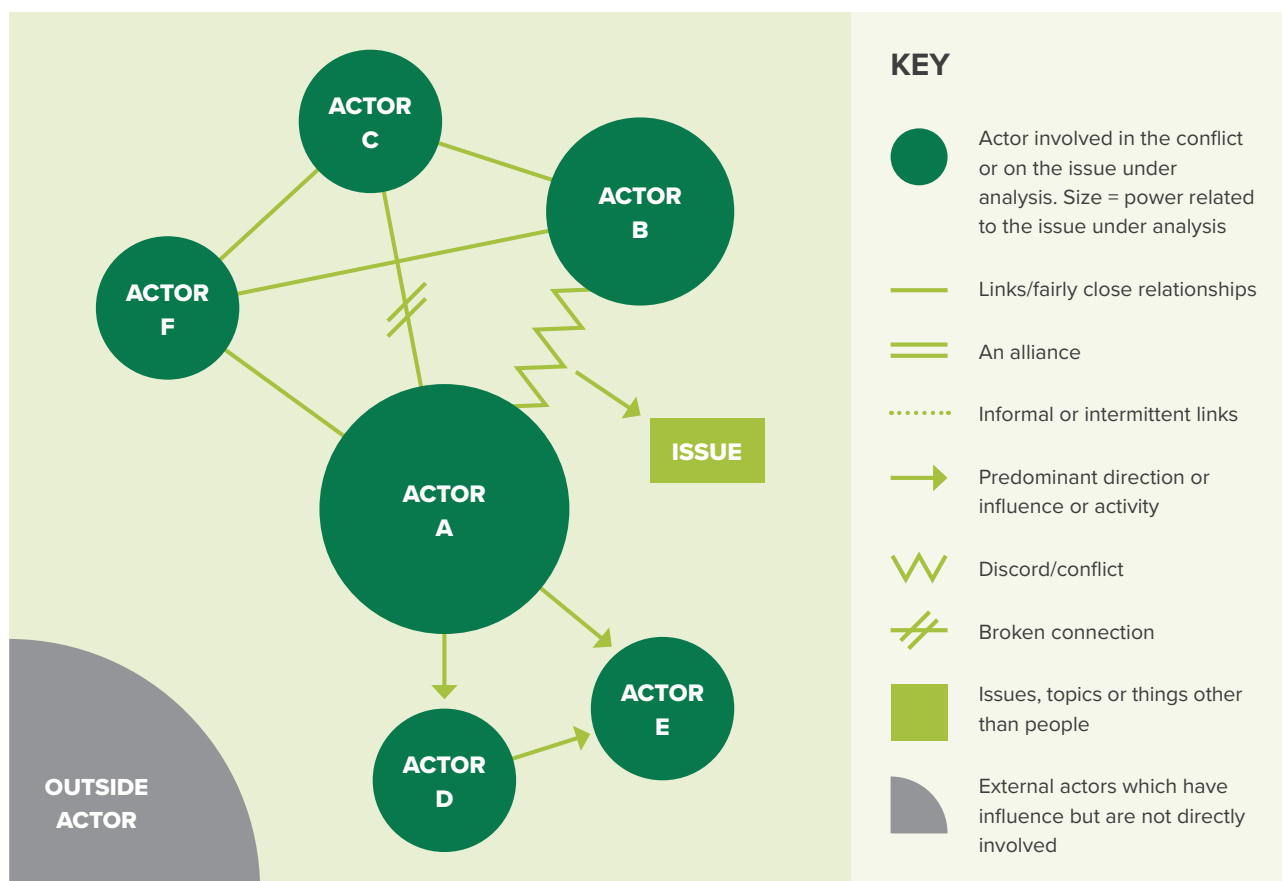 ACTOR
C
ACTOR
B
ACTOR
F
ISSUE
ACTOR
A
ACTOR
E
ACTOR
D
OUTSIDE
ACTOR
KEY
Actor involved in the conflict
or on the issue under
analysis. Size = power related
to the issue under analysis
Links/fairly close relationships
An alliance
Informal or intermittent links
Predominant direction or
influence or activity
Discord/conflict
Broken connection
Issues, topics or things other
than people
External actors which have
influence but are not directly
involved